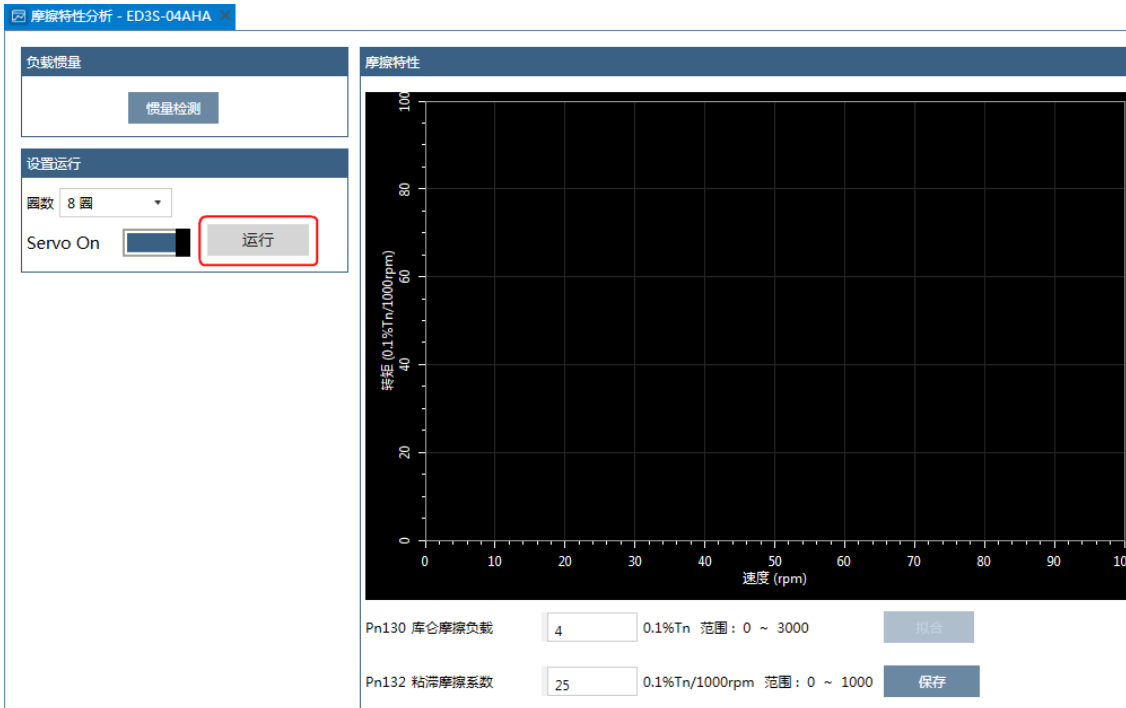 摩擦特性分析 - ED3S-04AHA ×
负载惯量
惯量检测
设置运行
圈数 8 圈
Servo On 运行
摩擦特性
100
80
60
40
20
0
转矩 (0.1%Tn/1000rpm)
0 10 20 30 40 50 60 70 80 90 10
速度 (rpm)
Pn130 库仑摩擦负载 4 0.1%Tn 范围： 0 ~ 3000 拟合
Pn132 粘滞摩擦系数 25 0.1%Tn/1000rpm 范围： 0 ~ 1000 保存